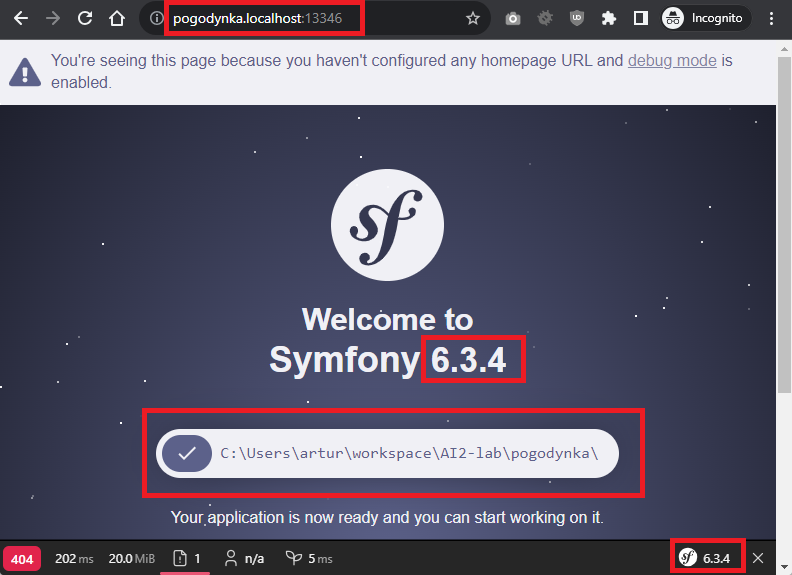 pogodynka.localhost:13346
Incognito
You're seeing this page because you haven't configured any homepage URL and debug mode is
enabled.
sf
Welcome to
Symfony 6.3.4
C:\Users\artur\workspace\AI2-lab\pogodynka\
Your application is now ready and you can start working on it.
404 202 ms 20.0 MiB 1 n/a 5 ms sf 6.3.4